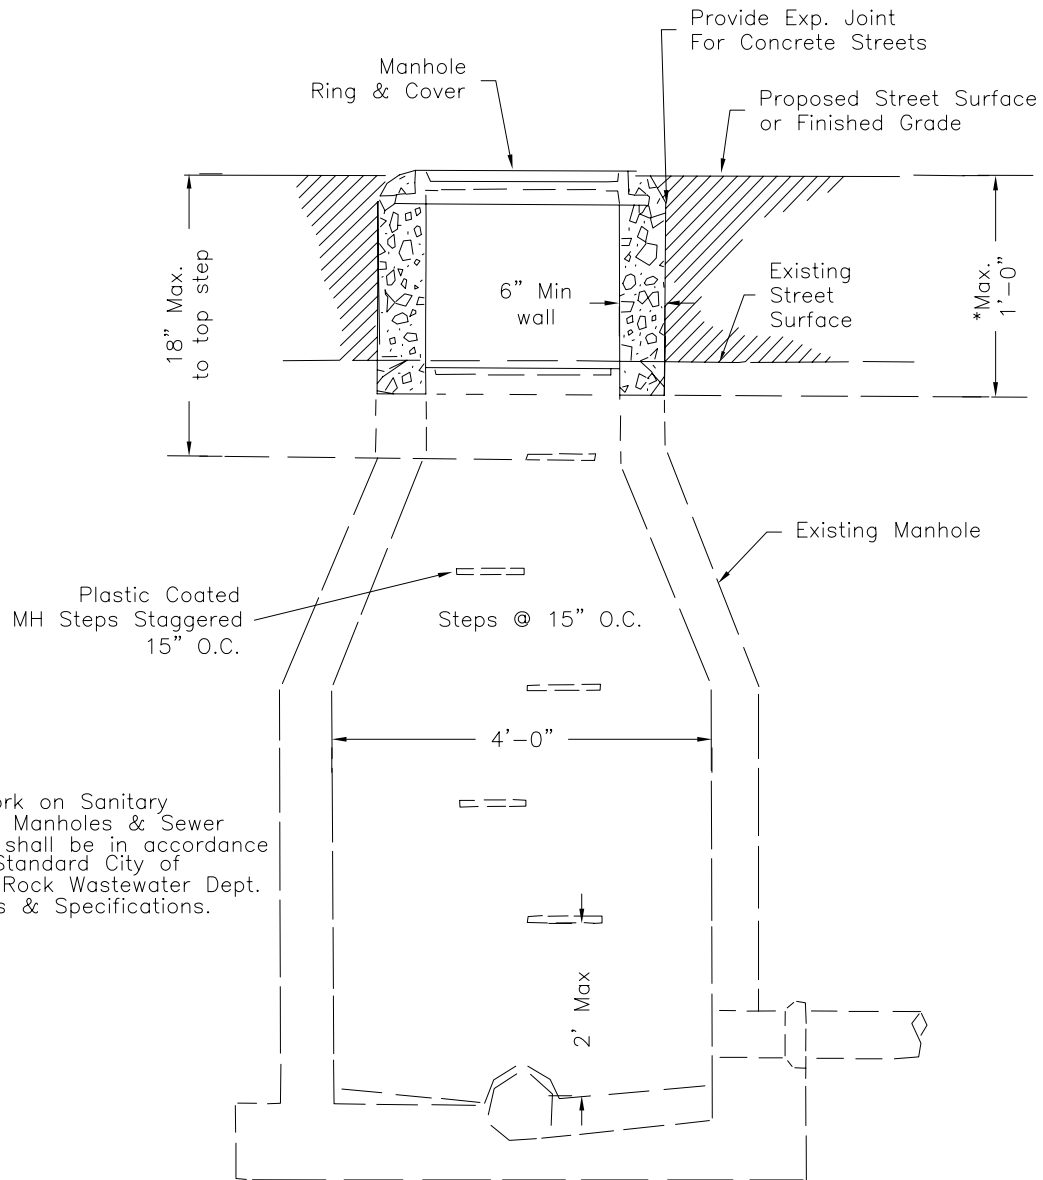 Provide Exp. Joint
For Concrete Streets
Manhole
Ring & Cover
Proposed Street Surface
or Finished Grade
18" Max.
to top step
6" Min
wall
Existing
Street
Surface
*Max.
1'-0"
Existing Manhole
Plastic Coated
MH Steps Staggered
15" O.C.
Steps @ 15" O.C.
4'-0"
on Sanitary
Manholes & Sewer
shall be in accordance
Standard City of
Rock Wastewater Dept.
& Specifications.
2' Max